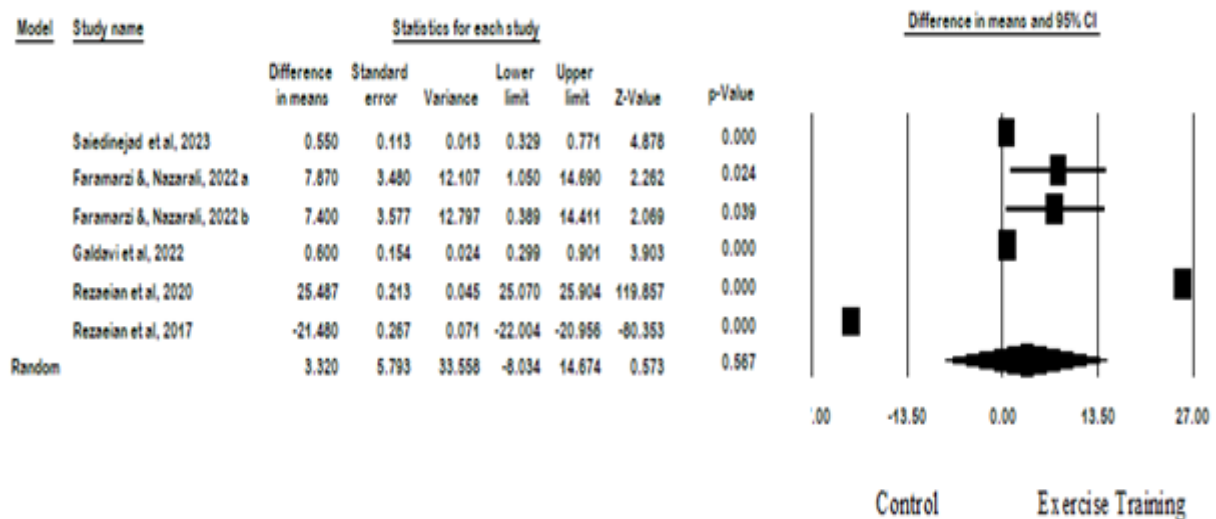 Model Study name Statistics for each study Difference in means and 95% CI
Difference in means Standard error Variance Lower limit Upper limit Z-Value p-Value
Saiedinejad et al, 2023 0.550 0.113 0.013 0.329 0.771 4.878 0.000
Faramarzi &, Nazarali, 2022 a 7.870 3.480 12.107 1.050 14.690 2.262 0.024
Faramarzi &, Nazarali, 2022 b 7.400 3.577 12.797 0.389 14.411 2.069 0.039
Galdavi et al, 2022 0.600 0.154 0.024 0.299 0.901 3.903 0.000
Rezaeian et al, 2020 25.487 0.213 0.045 25.070 25.904 119.857 0.000
Rezaeian et al, 2017 -21.480 0.267 0.071 -22.004 -20.956 -80.353 0.000
Random 3.320 5.793 33.558 -8.034 14.674 0.573 0.567
.00 -13.50 0.00 13.50 27.00
Control Exercise Training